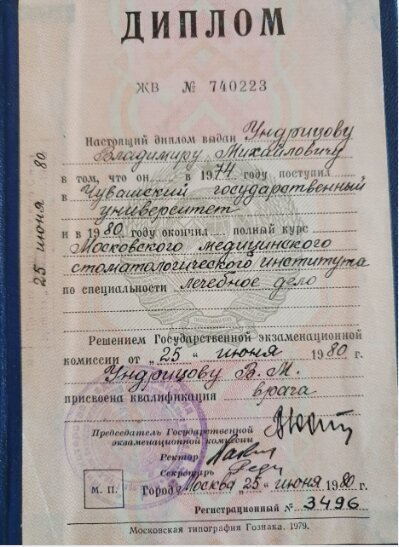 ДИПЛОМ
ЖВ № 740223
Настоящий диплом выдан Ундрицову
Владимиру Михайловичу
в том, что он в 1974 году поступил
в Чувашский государственный
университет
и в 1980 году окончил полный курс
Московского медицинского
стоматологического института
по специальности лечебное дело
Решением Государственной экзаменационной
комиссии от „25" июня 1980 г.
Ундрицову В. М.
присвоена квалификация врача
Председатель Государственной
экзаменационной комиссии
Ректор
Секретарь
М. П.
Город Москва „25" июня 1980 г.
Регистрационный № 3496
Московская типография Гознака. 1979.
25 июня 80